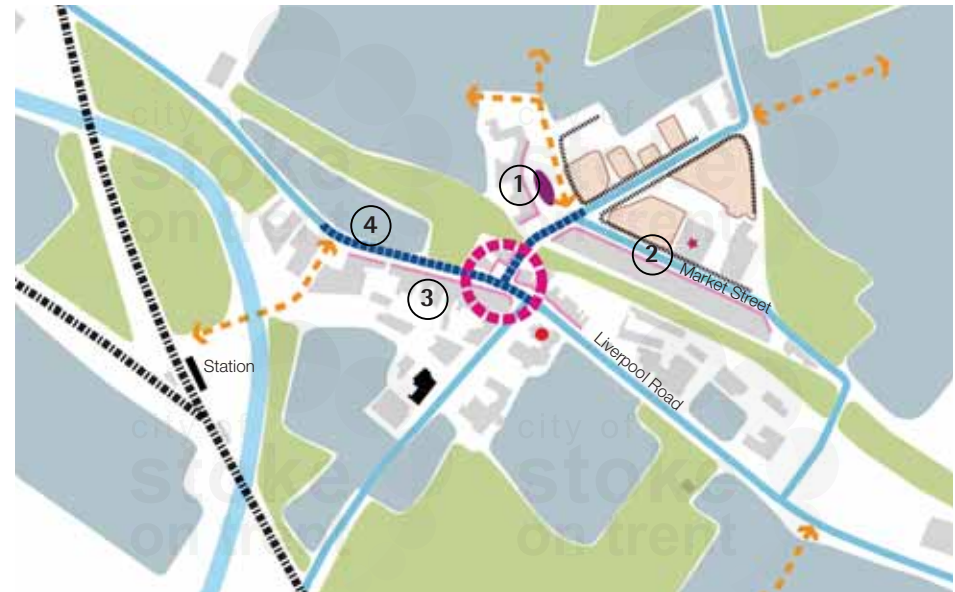 city of
stoke
on trent
city of
stoke
on trent
1
4
2
Market Street
3
Liverpool Road
Station
city of
stoke
on trent
city of
stoke
on trent